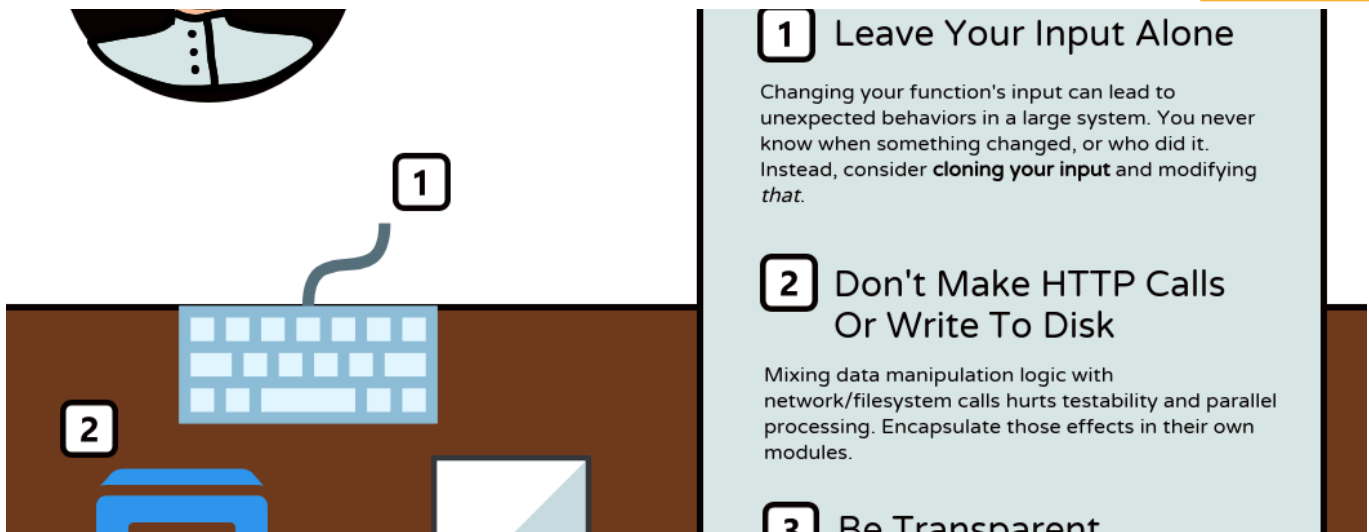 1 Leave Your Input Alone
Changing your function's input can lead to
unexpected behaviors in a large system. You never
know when something changed, or who did it.
Instead, consider cloning your input and modifying
that.
1
2 Don't Make HTTP Calls
Or Write To Disk
Mixing data manipulation logic with
network/filesystem calls hurts testability and parallel
processing. Encapsulate those effects in their own
modules.
2
3 Be Transparent